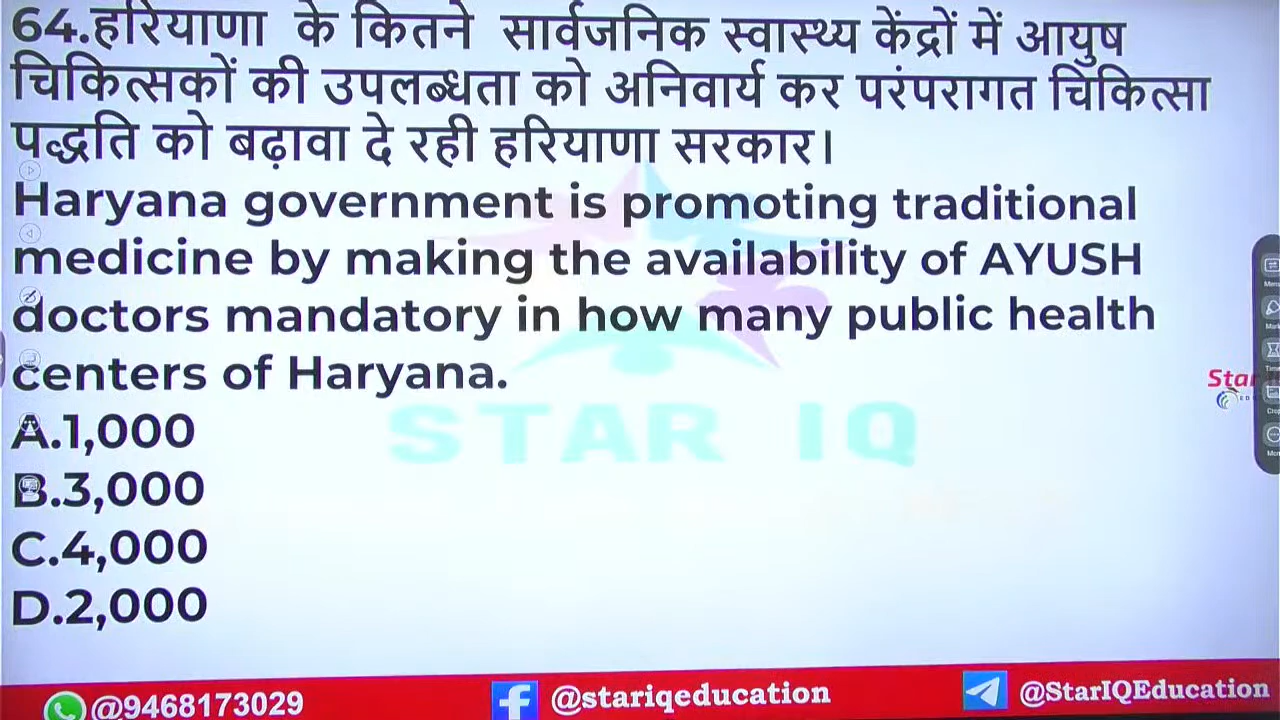 64.हरियाणा के कितने सार्वजनिक स्वास्थ्य केंद्रों में आयुष
चिकित्सकों की उपलब्धता को अनिवार्य कर परंपरागत चिकित्सा
पद्धति को बढ़ावा दे रही हरियाणा सरकार।
Haryana government is promoting traditional
medicine by making the availability of AYUSH
doctors mandatory in how many public health
centers of Haryana.
Star
A.1,000
STAR IQ
B.3,000
C.4,000
D.2,000
@9468173029
@stariqeducation
@StarIQEducation